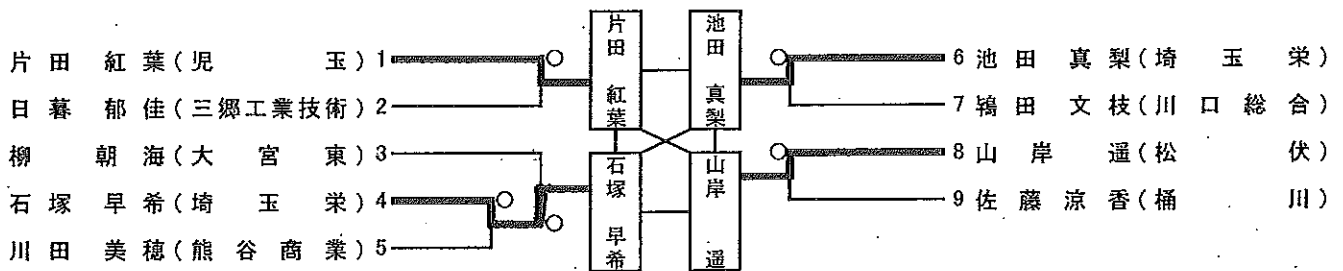 片田紅葉(児玉) 1
日暮郁佳(三郷工業技術) 2
柳朝海(大宮東) 3
石塚早希(埼玉栄) 4
川田美穂(熊谷商業) 5
片田紅葉
石塚早希
池田真梨
山岸遥
6 池田真梨(埼玉栄)
7 鴇田文枝(川口総合)
8 山岸遥(松伏)
9 佐藤涼香(桶川)